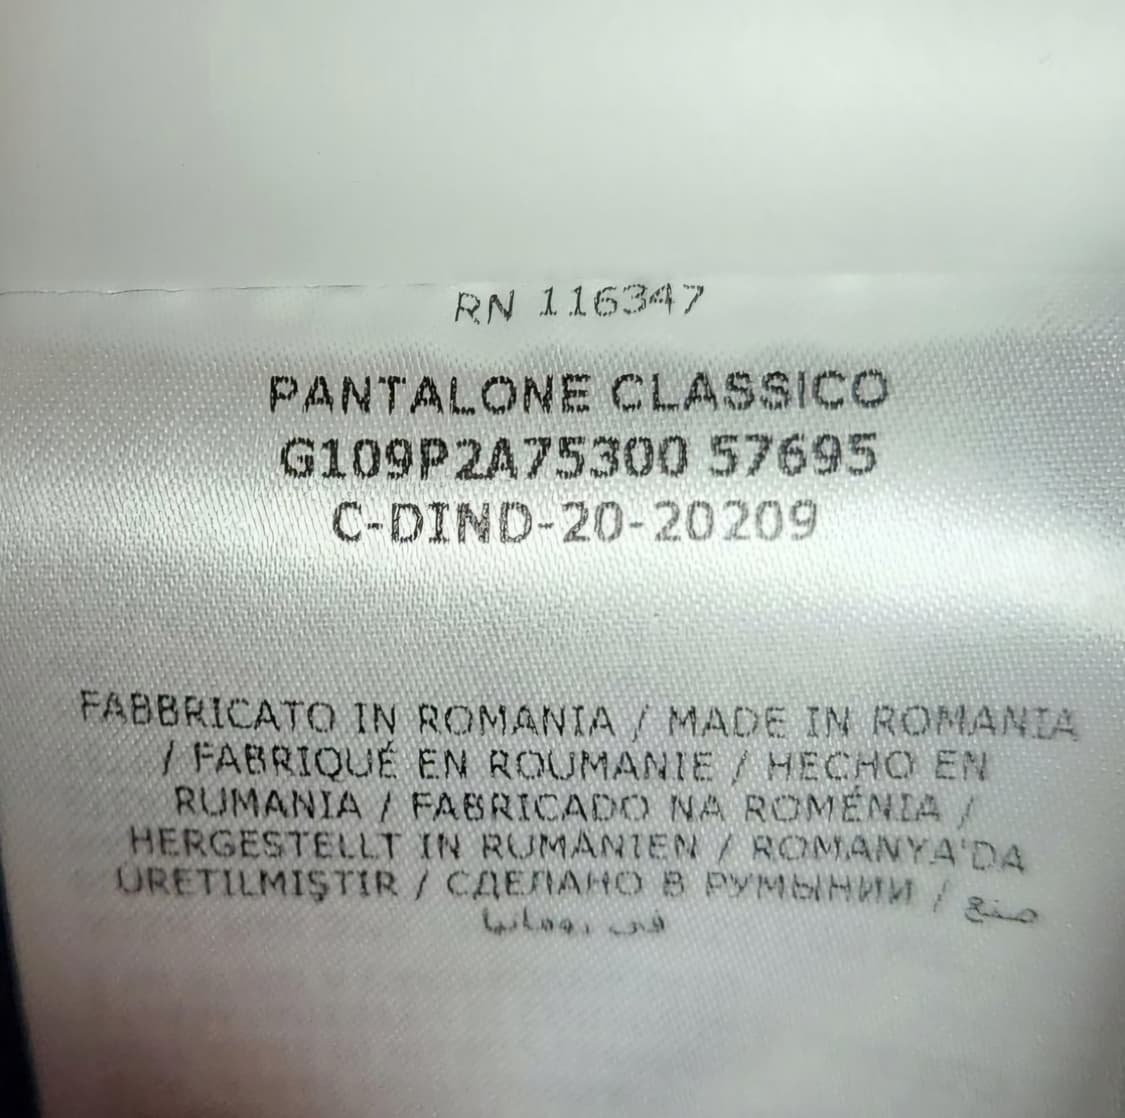 RN 116347
PANTALONE CLASSICO
G109P2A75300 57695
C-DIND-20-20209
FABBRICATO IN ROMANIA / MADE IN ROMANIA
/ FABRIQUÉ EN ROUMANIE / HECHO EN
RUMANIA / FABRICADO NA ROMÉNIA /
HERGESTELLT IN RUMÄNIEN / ROMANYA'DA
ÜRETILMIŞTIR / СДЕЛАНО В РУМЫНИИ / صنع
في رومانيا